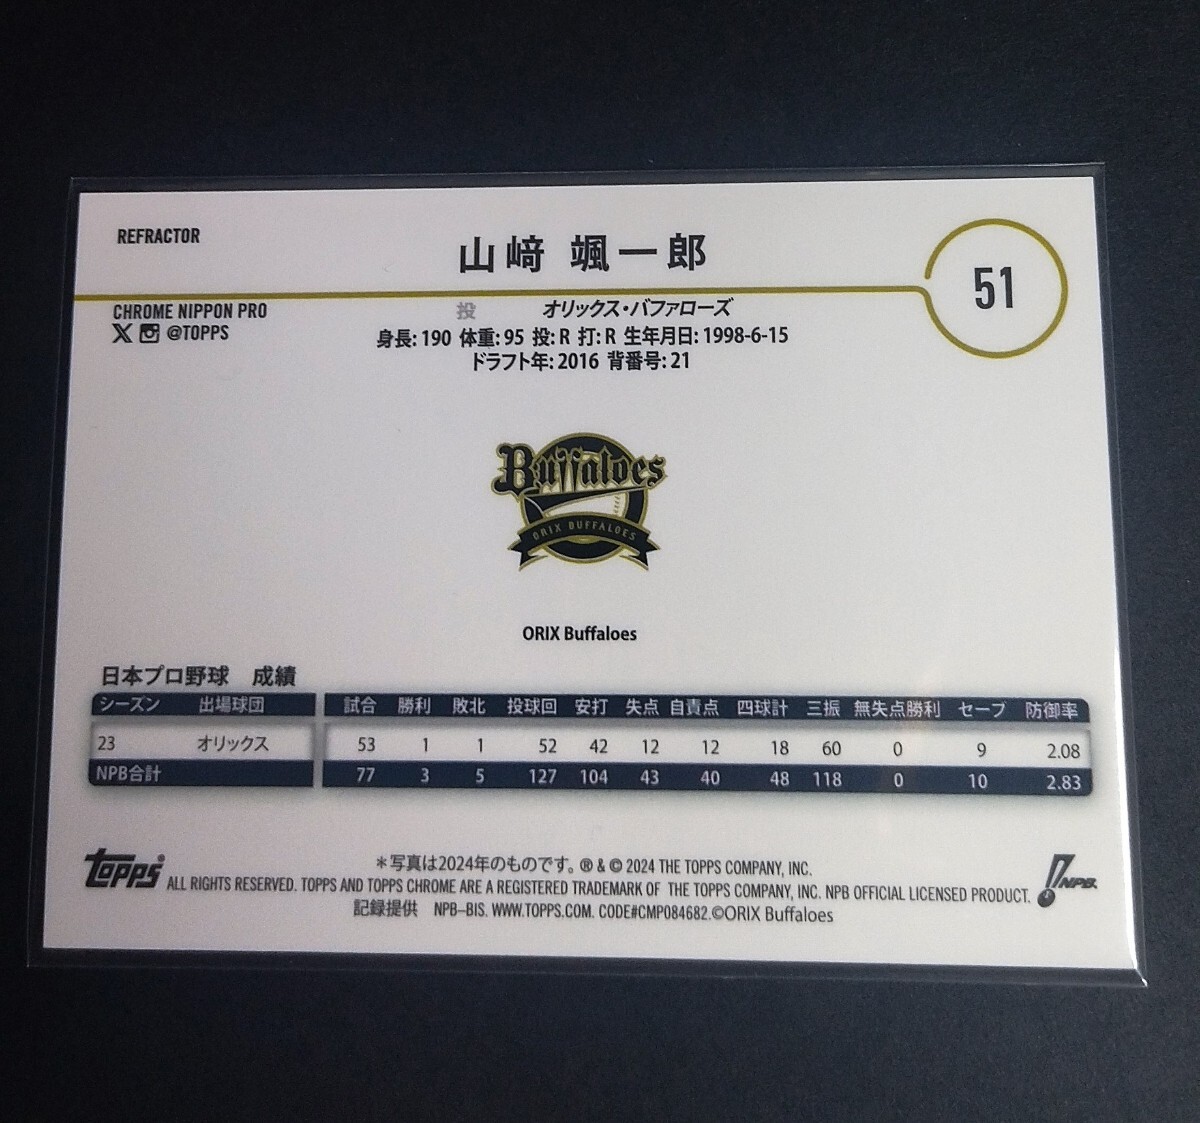 REFRACTOR
山﨑 颯一郎
51
CHROME NIPPON PRO
投
オリックス・バファローズ
@TOPPS
身長: 190 体重: 95 投: R 打: R 生年月日: 1998-6-15
ドラフト年: 2016 背番号: 21
Buffaloes
ORIX BUFFALOES
ORIX Buffaloes
日本プロ野球 成績
シーズン 出場球団 試合 勝利 敗北 投球回 安打 失点 自責点 四球計 三振 無失点勝利 セーブ 防御率
23 オリックス 53 1 1 52 42 12 12 18 60 0 9 2.08
NPB合計 77 3 5 127 104 43 40 48 118 0 10 2.83
topps
＊写真は2024年のものです。® & © 2024 THE TOPPS COMPANY, INC.
ALL RIGHTS RESERVED. TOPPS AND TOPPS CHROME ARE A REGISTERED TRADEMARK OF THE TOPPS COMPANY, INC. NPB OFFICIAL LICENSED PRODUCT.
記録提供 NPB–BIS. WWW.TOPPS.COM. CODE#CMP084682.©ORIX Buffaloes
NPB.